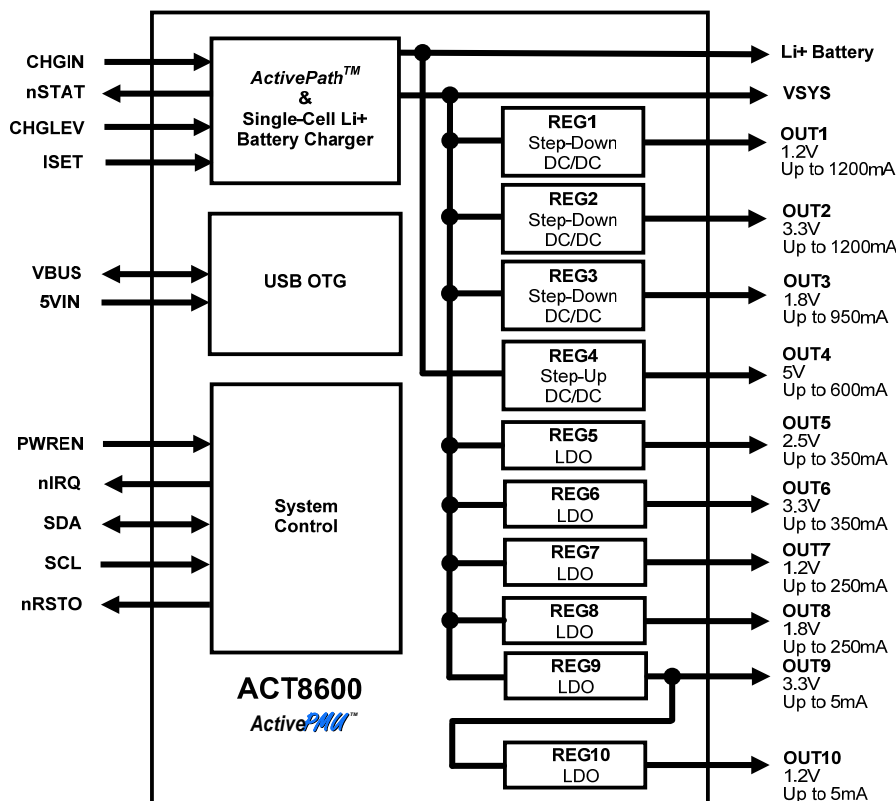 CHGIN
nSTAT
CHGLEV
ISET
ActivePath™
&
Single-Cell Li+
Battery Charger
Li+ Battery
VSYS
REG1
Step-Down
DC/DC
OUT1
1.2V
Up to 1200mA
REG2
Step-Down
DC/DC
OUT2
3.3V
Up to 1200mA
VBUS
5VIN
USB OTG
REG3
Step-Down
DC/DC
OUT3
1.8V
Up to 950mA
REG4
Step-Up
DC/DC
OUT4
5V
Up to 600mA
PWREN
nIRQ
SDA
SCL
nRSTO
System
Control
REG5
LDO
OUT5
2.5V
Up to 350mA
REG6
LDO
OUT6
3.3V
Up to 350mA
REG7
LDO
OUT7
1.2V
Up to 250mA
REG8
LDO
OUT8
1.8V
Up to 250mA
REG9
LDO
OUT9
3.3V
Up to 5mA
ACT8600
ActivePMU™
REG10
LDO
OUT10
1.2V
Up to 5mA